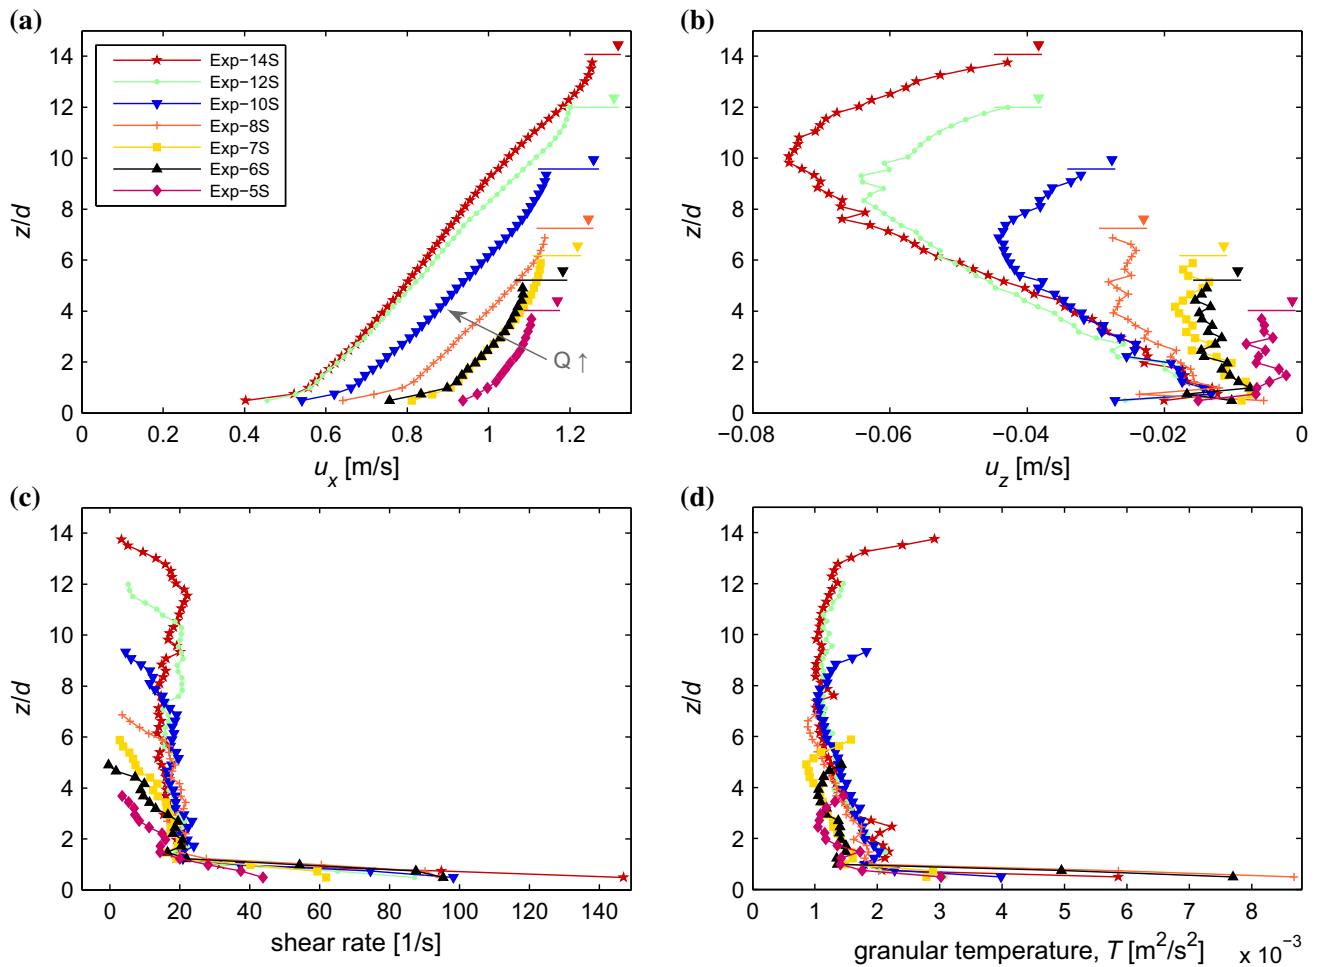 (a)
14
12
10
8
6
4
2
0
z/d
Exp−14S
Exp−12S
Exp−10S
Exp−8S
Exp−7S
Exp−6S
Exp−5S
Q ↑
0 0.2 0.4 0.6 0.8 1 1.2
u_x [m/s]
(b)
14
12
10
8
6
4
2
0
z/d
−0.08 −0.06 −0.04 −0.02 0
u_z [m/s]
(c)
14
12
10
8
6
4
2
0
z/d
0 20 40 60 80 100 120 140
shear rate [1/s]
(d)
14
12
10
8
6
4
2
0
z/d
0 1 2 3 4 5 6 7 8
granular temperature, T [m²/s²] x 10⁻³